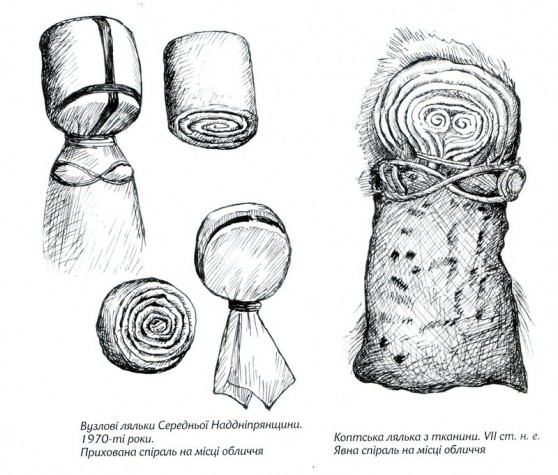 Вузлові ляльки Середньої Наддніпрянщини.
1970-ті роки.
Прихована спіраль на місці обличчя
Коптська лялька з тканини. VII ст. н. е.
Явна спіраль на місці обличчя